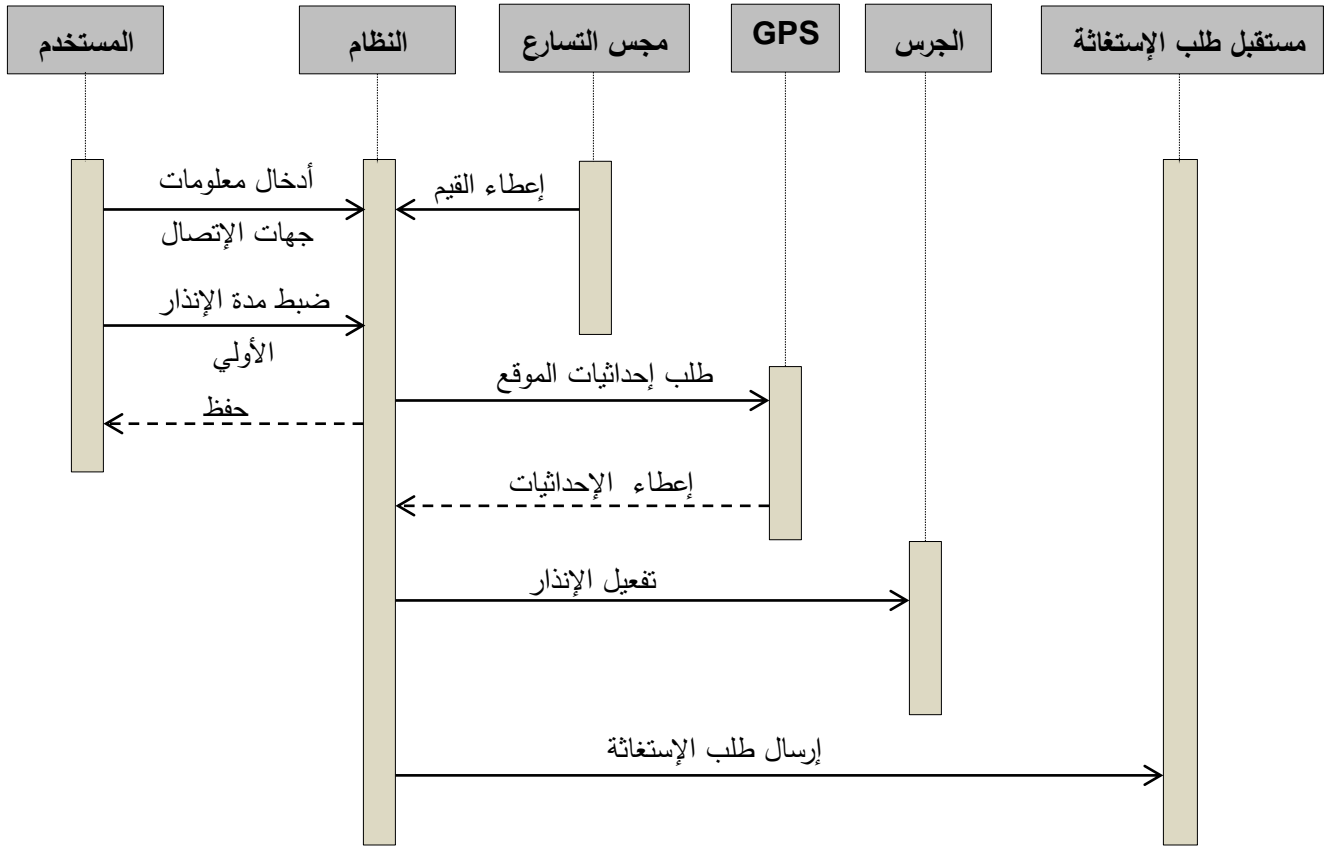 المستخدم
النظام
مجس التسارع
GPS
الجرس
مستقبل طلب الإستغاثة
أدخال معلومات
جهات الإتصال
إعطاء القيم
ضبط مدة الإنذار
الأولي
طلب إحداثيات الموقع
حفظ
إعطاء الإحداثيات
تفعيل الإنذار
إرسال طلب الإستغاثة